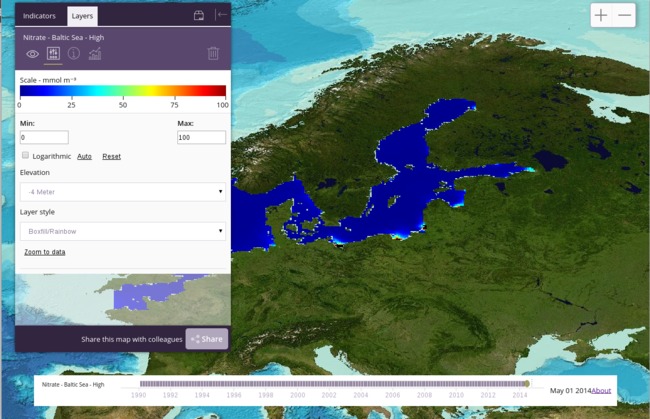 Indicators Layers
Nitrate - Baltic Sea - High
Scale - mmol m⁻³
0 25 50 75 100
Min: Max:
0 100
Logarithmic Auto Reset
Elevation
-4 Meter
Layer style
Boxfill/Rainbow
Zoom to data
Share this map with colleagues Share
Nitrate - Baltic Sea - High
May 01 2014About
1990 1992 1994 1996 1998 2000 2002 2004 2006 2008 2010 2012 2014